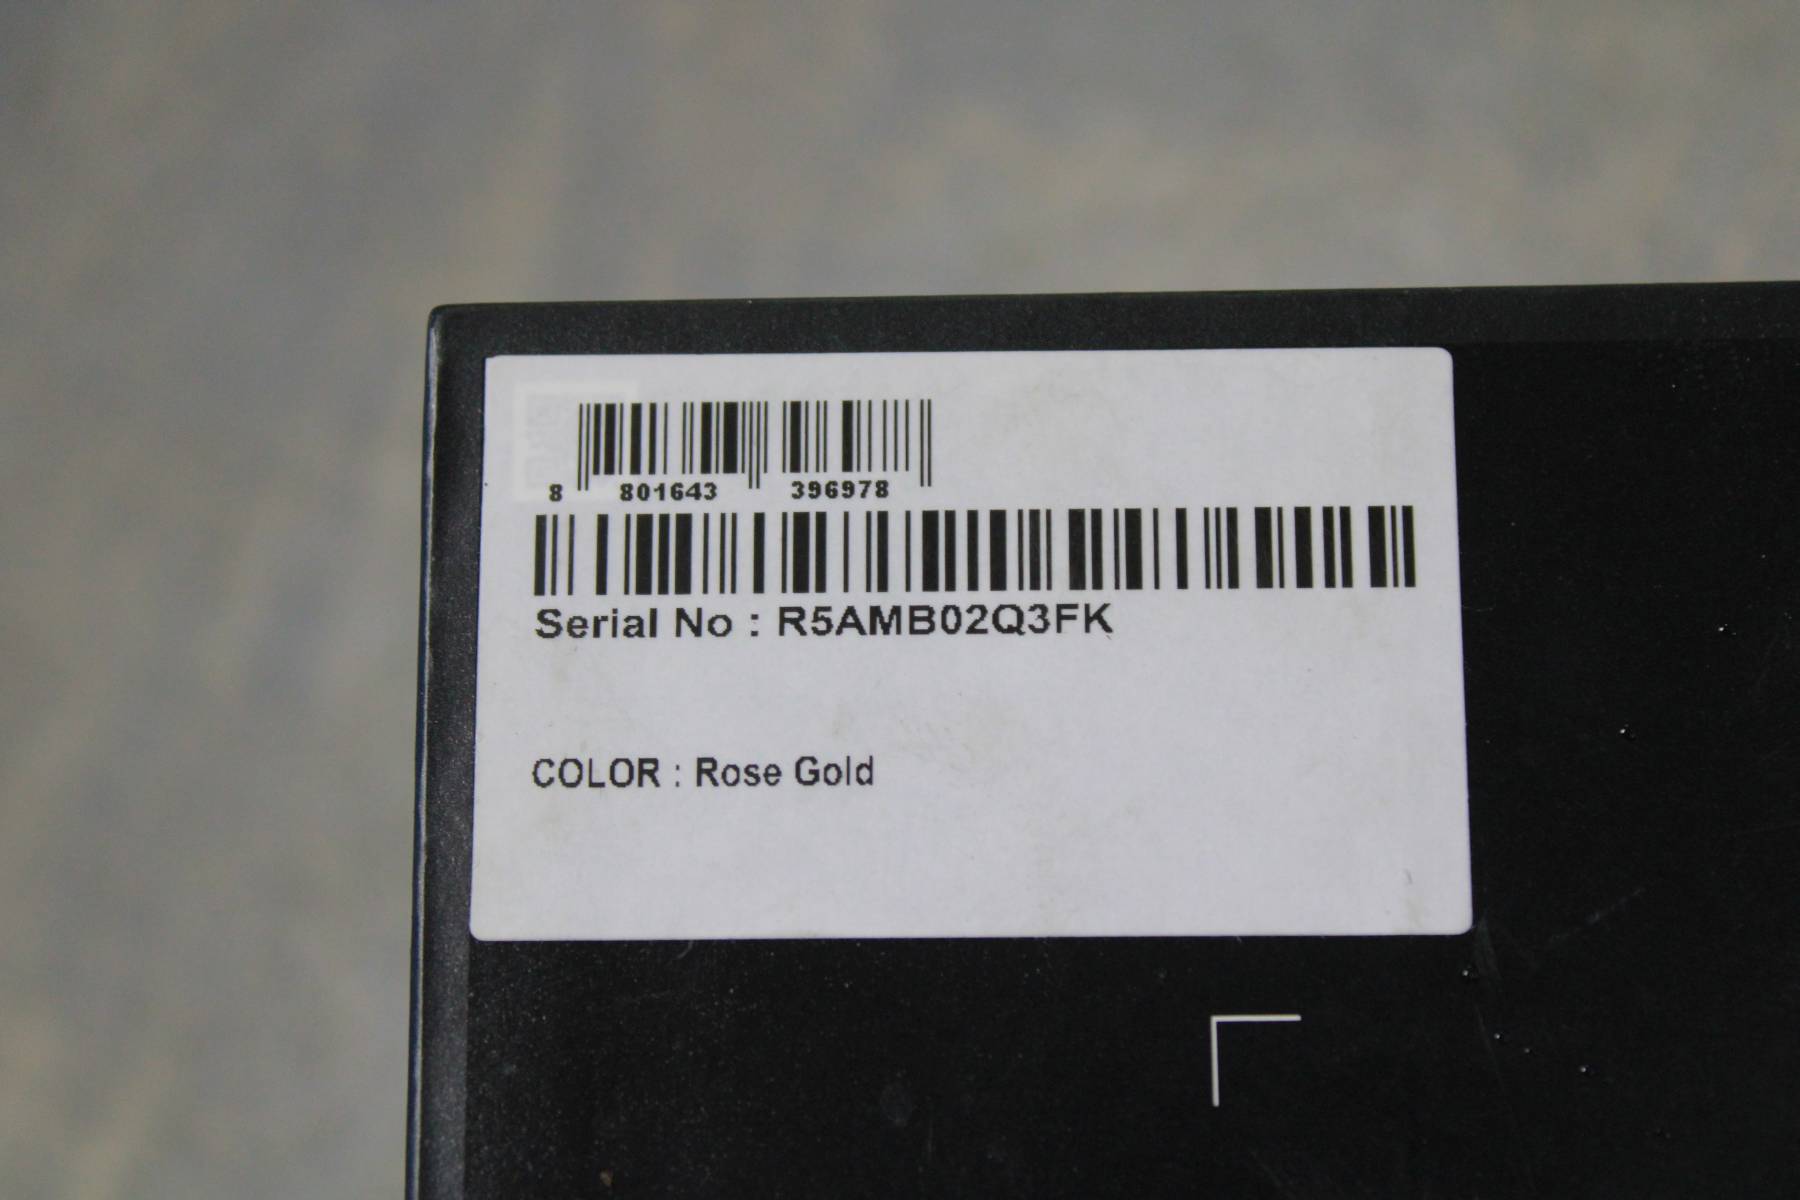 8 801643 396978
Serial No : R5AMB02Q3FK
COLOR : Rose Gold